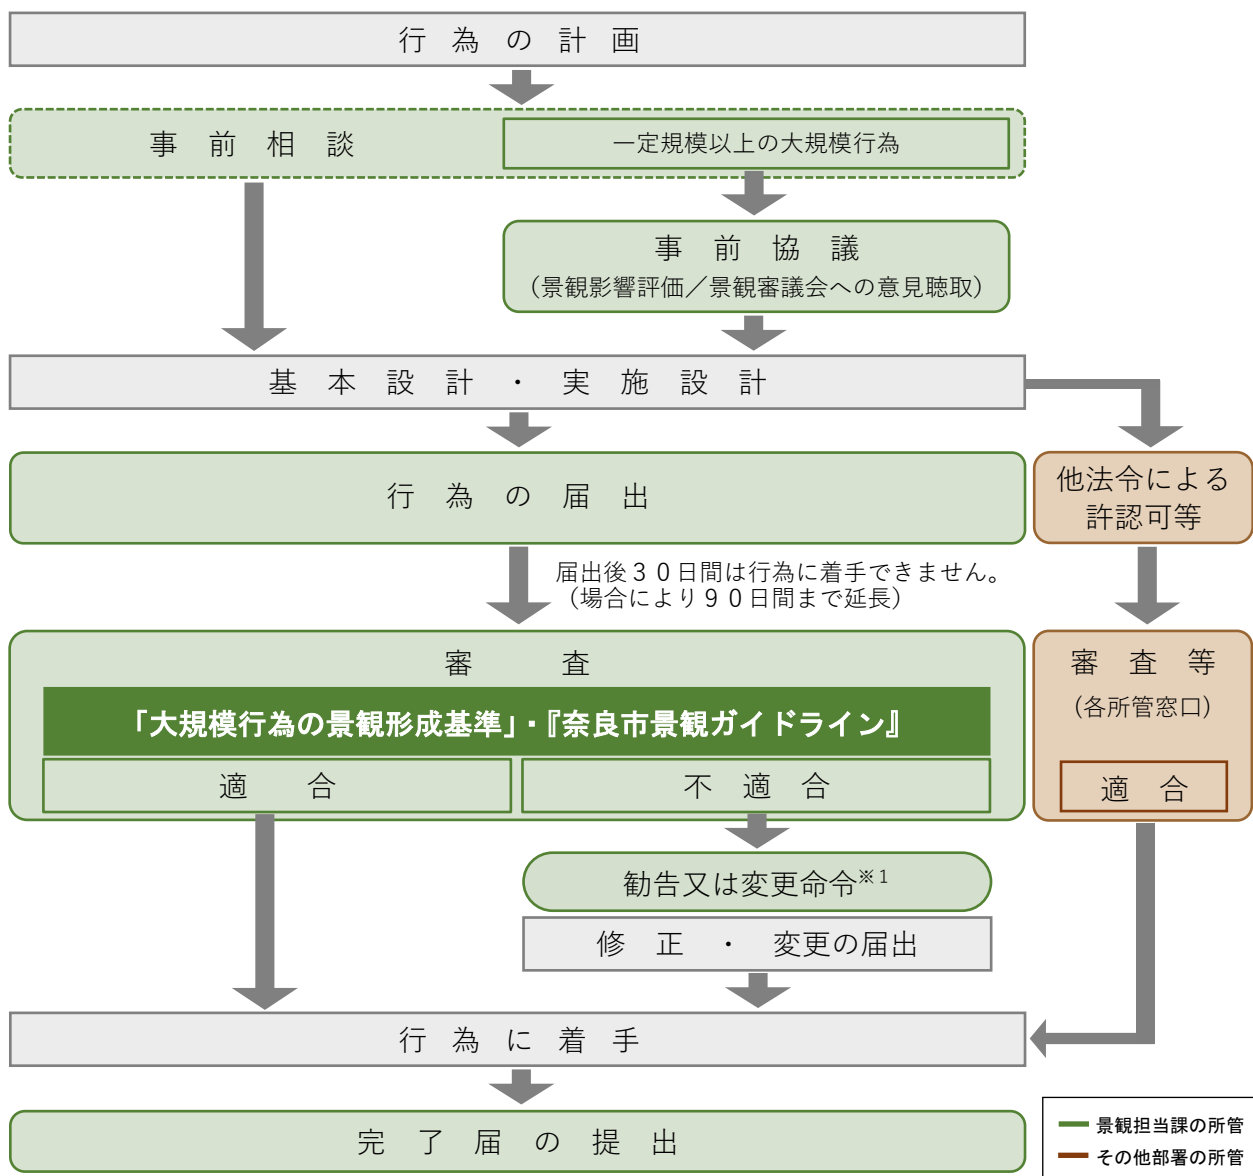 行為の計画
事前相談
一定規模以上の大規模行為
事前協議
（景観影響評価／景観審議会への意見聴取）
基本設計・実施設計
行為の届出
他法令による
許認可等
届出後３０日間は行為に着手できません。
（場合により９０日間まで延長）
審査
「大規模行為の景観形成基準」・『奈良市景観ガイドライン』
適合
不適合
審査等
（各所管窓口）
適合
勧告又は変更命令※1
修正・変更の届出
行為に着手
完了届の提出
景観担当課の所管
その他部署の所管